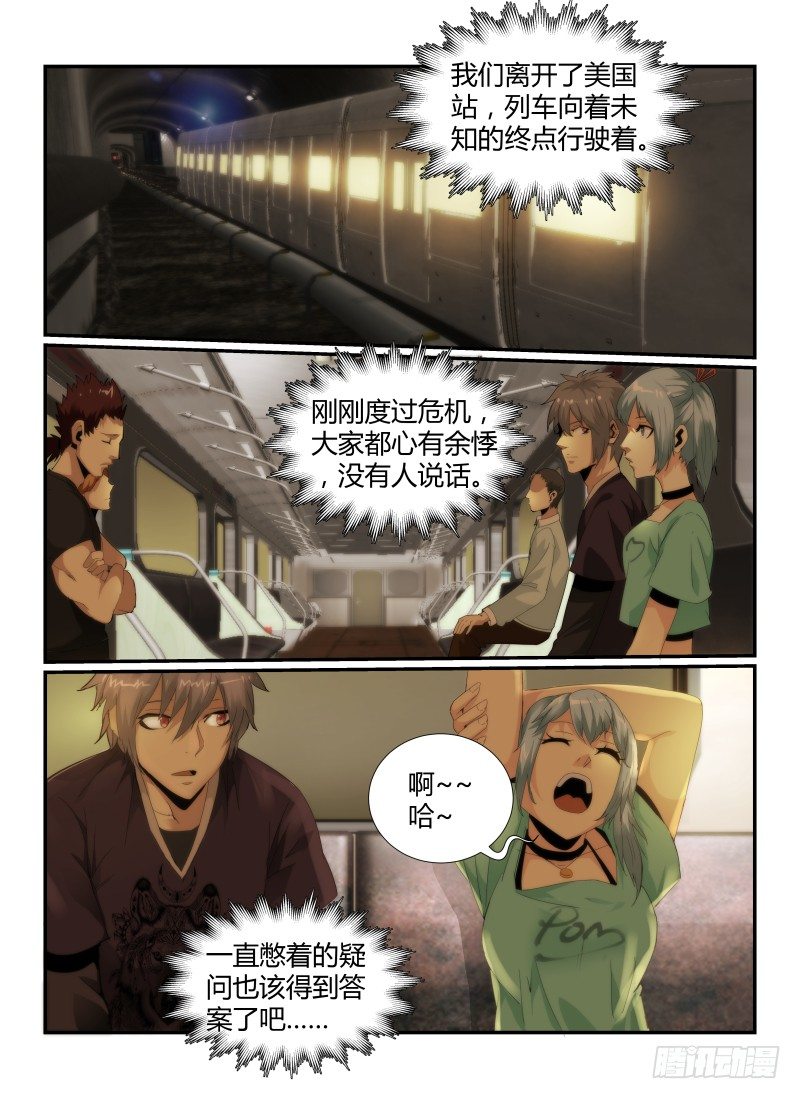 我们离开了美国
站，列车向着未
知的终点行驶着。
刚刚度过危机，
大家都心有余悸
，没有人说话。
啊~~
哈~
Pom
一直憋着的疑
问也该得到答
案了吧……
腾讯动漫